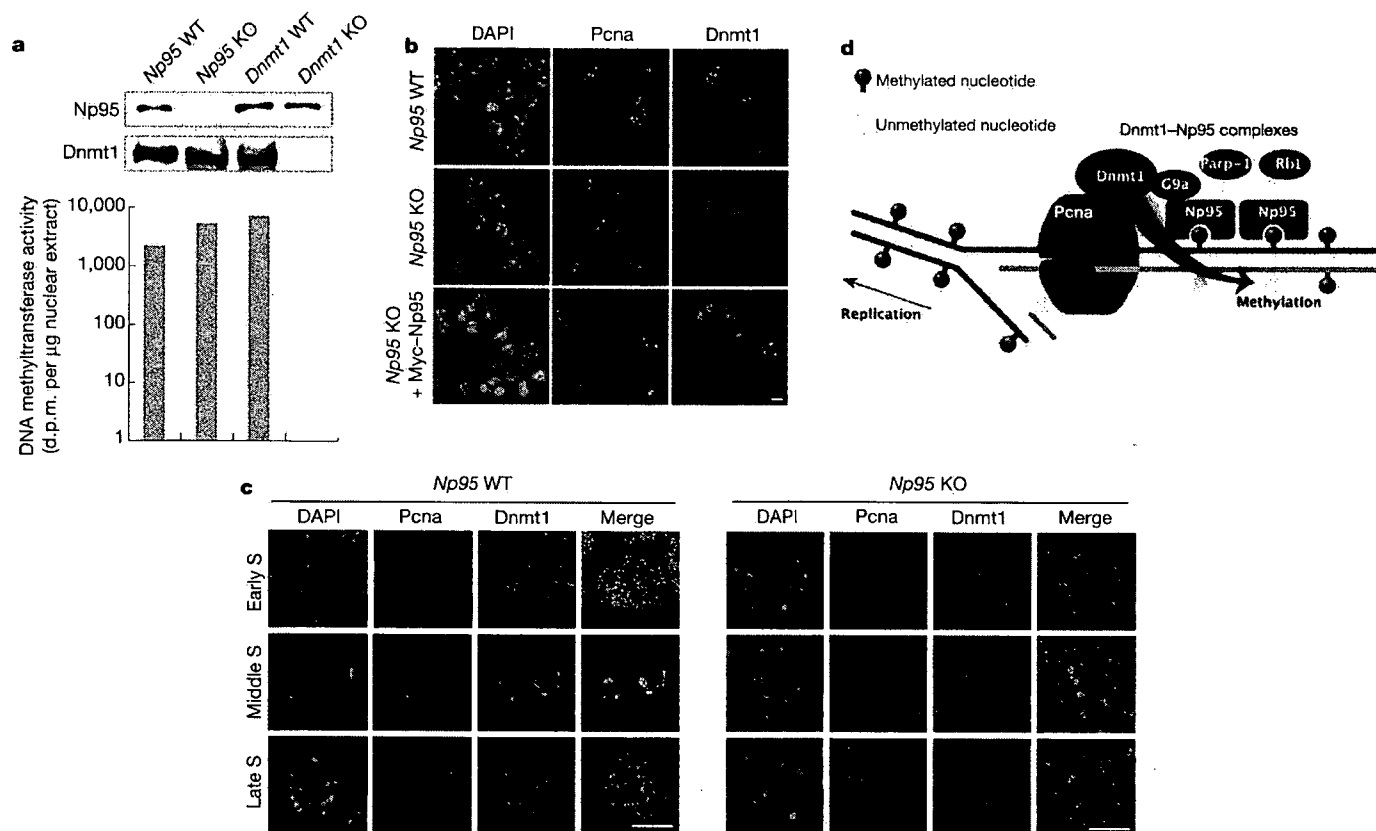 a
Np95 WT
Np95 KO
Dnmt1 WT
Dnmt1 KO
Np95
Dnmt1
DNA methyltransferase activity
(d.p.m. per µg nuclear extract)
10,000
1,000
100
10
1
b
DAPI
Pcna
Dnmt1
Np95 WT
Np95 KO
Np95 KO
+ Myc–Np95
d
Methylated nucleotide
Unmethylated nucleotide
Dnmt1–Np95 complexes
Dnmt1
G9a
Parp-1
Rb1
Pcna
Np95
Np95
Replication
Methylation
c
Np95 WT
DAPI
Pcna
Dnmt1
Merge
Early S
Middle S
Late S
Np95 KO
DAPI
Pcna
Dnmt1
Merge